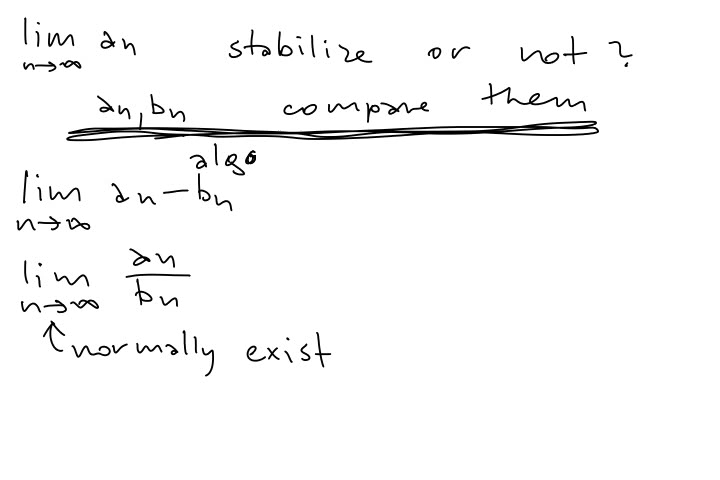 lim n→∞ an stabilize or not?
an, bn compare them
algo
lim n→∞ an − bn
lim n→∞ an/bn
↑ normally exist